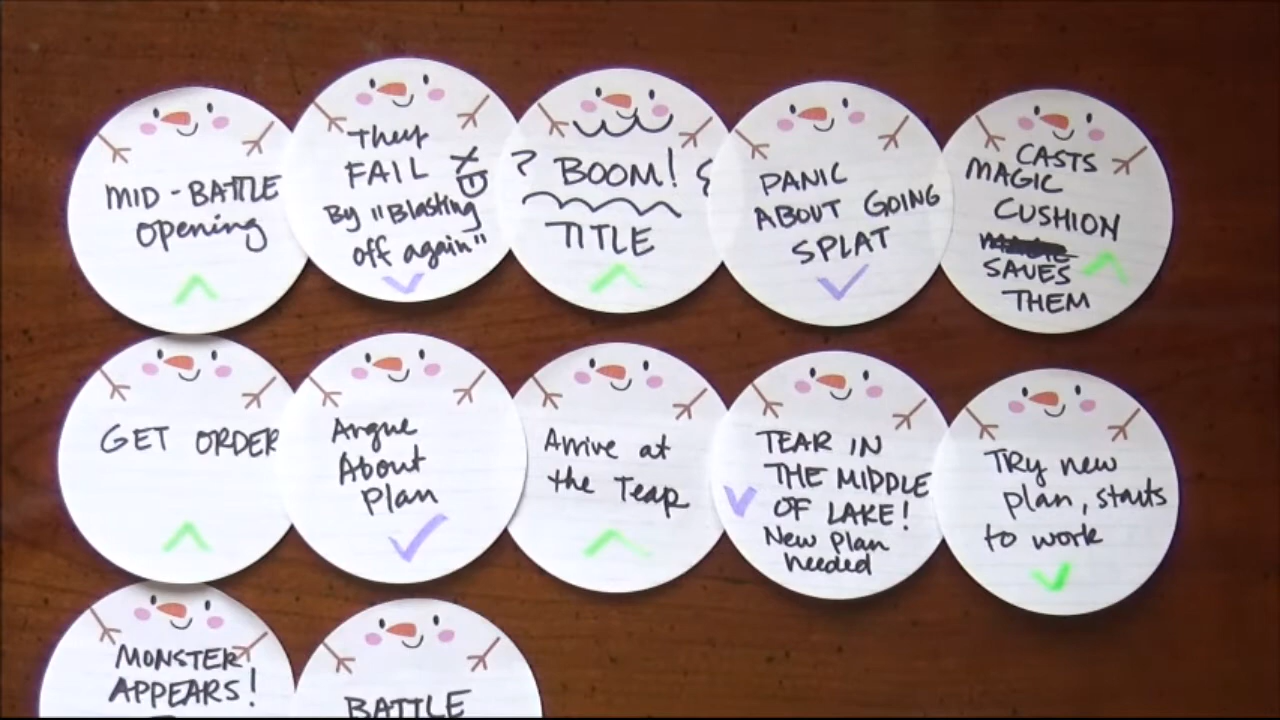 MID-BATTLE
opening
They
FAIL XD
By "Blasting
off again"
? BOOM!
TITLE
PANIC
ABOUT GOING
SPLAT
CASTS
MAGIC
CUSHION
SAVES
THEM
GET ORDER
Argue
About
Plan
Arrive at
the Tear
TEAR IN
THE MIDDLE
OF LAKE!
New Plan
Needed
TRy new
plan, starts
to work
MONSTER
APPEARS!
BATTLE